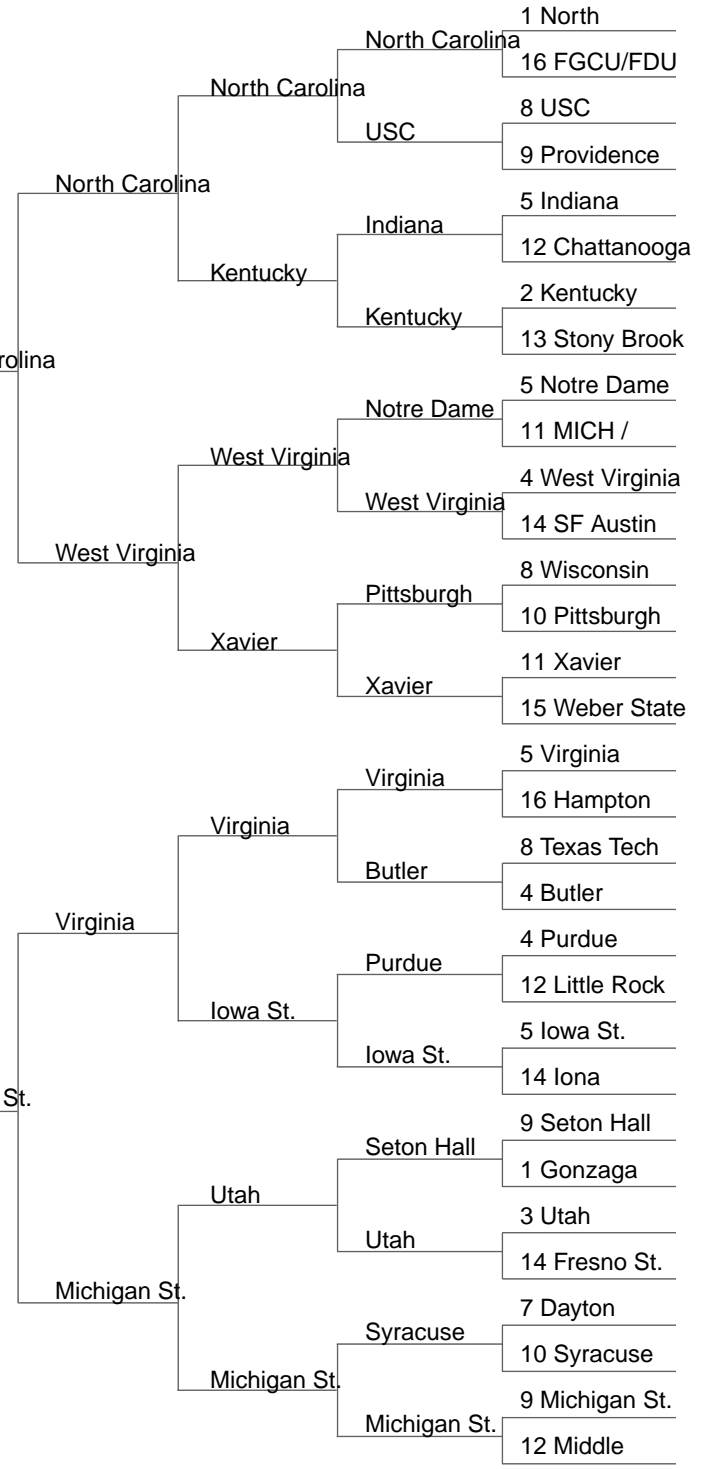 1 North
North Carolina
16 FGCU/FDU
North Carolina
8 USC
USC
9 Providence
North Carolina
5 Indiana
Indiana
12 Chattanooga
Kentucky
2 Kentucky
Kentucky
13 Stony Brook
rolina
5 Notre Dame
Notre Dame
11 MICH /
West Virginia
4 West Virginia
West Virginia
14 SF Austin
West Virginia
8 Wisconsin
Pittsburgh
10 Pittsburgh
Xavier
11 Xavier
Xavier
15 Weber State
5 Virginia
Virginia
16 Hampton
Virginia
8 Texas Tech
Butler
4 Butler
Virginia
4 Purdue
Purdue
12 Little Rock
Iowa St.
5 Iowa St.
Iowa St.
14 Iona
St.
9 Seton Hall
Seton Hall
1 Gonzaga
Utah
3 Utah
Utah
14 Fresno St.
Michigan St.
7 Dayton
Syracuse
10 Syracuse
Michigan St.
9 Michigan St.
Michigan St.
12 Middle